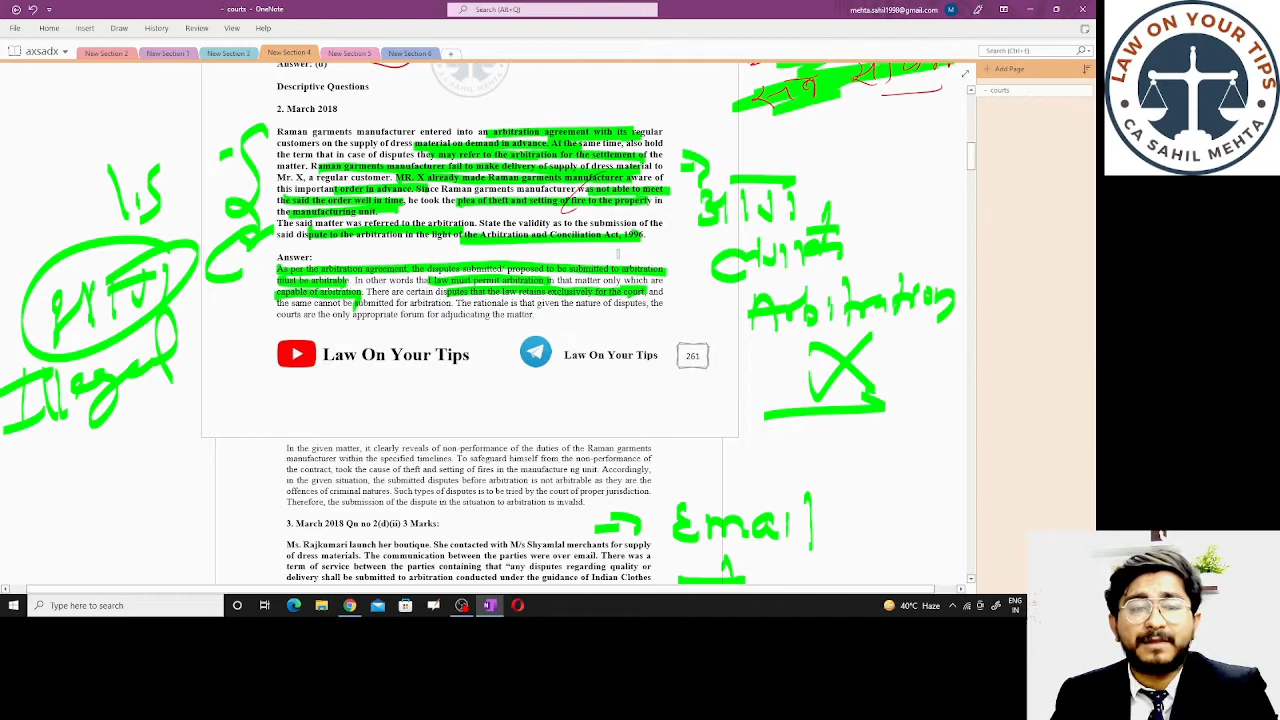 courts - OneNote
Search (Alt+Q)
mehta.sahil1998@gmail.com
M
File Home Insert Draw History Review View Help
axsadx
New Section 2 New Section 1 New Section 3 New Section 4 New Section 5 New Section 6
Search (Ctrl+E)
Add Page
courts
Answer: (d)
Descriptive Questions
2. March 2018
Raman garments manufacturer entered into an arbitration agreement with its regular
customers on the supply of dress material on demand in advance. At the same time, also hold
the term that in case of disputes they may refer to the arbitration for the settlement of the
matter. Raman garments manufacturer fail to make delivery of supply of dress material to
Mr. X, a regular customer. MR. X already made Raman garments manufacturer aware of
this important order in advance. Since Raman garments manufacturer was not able to meet
the said the order well in time, he took the plea of theft and setting of fire to the property in
the manufacturing unit.
The said matter was referred to the arbitration. State the validity as to the submission of the
said dispute to the arbitration in the light of the Arbitration and Conciliation Act, 1996.
Answer:
As per the arbitration agreement, the disputes submitted/ proposed to be submitted to arbitration
must be arbitrable. In other words that law must permit arbitration in that matter only which are
capable of arbitration. There are certain disputes that the law retains exclusively for the court, and
the same cannot be submitted for arbitration. The rationale is that given the nature of disputes, the
courts are the only appropriate forum for adjudicating the matter.
Law On Your Tips
Law On Your Tips
261
In the given matter, it clearly reveals of non-performance of the duties of the Raman garments
manufacturer within the specified timelines. To safeguard himself from the non-performance of
the contract, took the cause of theft and setting of fires in the manufacture ng unit. Accordingly,
in the given situation, the submitted disputes before arbitration is not arbitrable as they are the
offences of criminal natures. Such types of disputes is to be tried by the court of proper jurisdiction.
Therefore, the submission of the dispute in the situation to arbitration is invalid.
3. March 2018 Qn no 2(d)(ii) 3 Marks:
Ms. Rajkumari launch her boutique. She contacted with M/s Shyamlal merchants for supply
of dress materials. The communication between the parties were over email. There was a
term of service between the parties containing that "any disputes regarding quality or
delivery shall be submitted to arbitration conducted under the guidance of Indian Clothes
Illegal
Arbitration
X
Email
Type here to search
40°C Haze
ENG
IN
LAW ON YOUR TIPS
CA SAHIL MEHTA